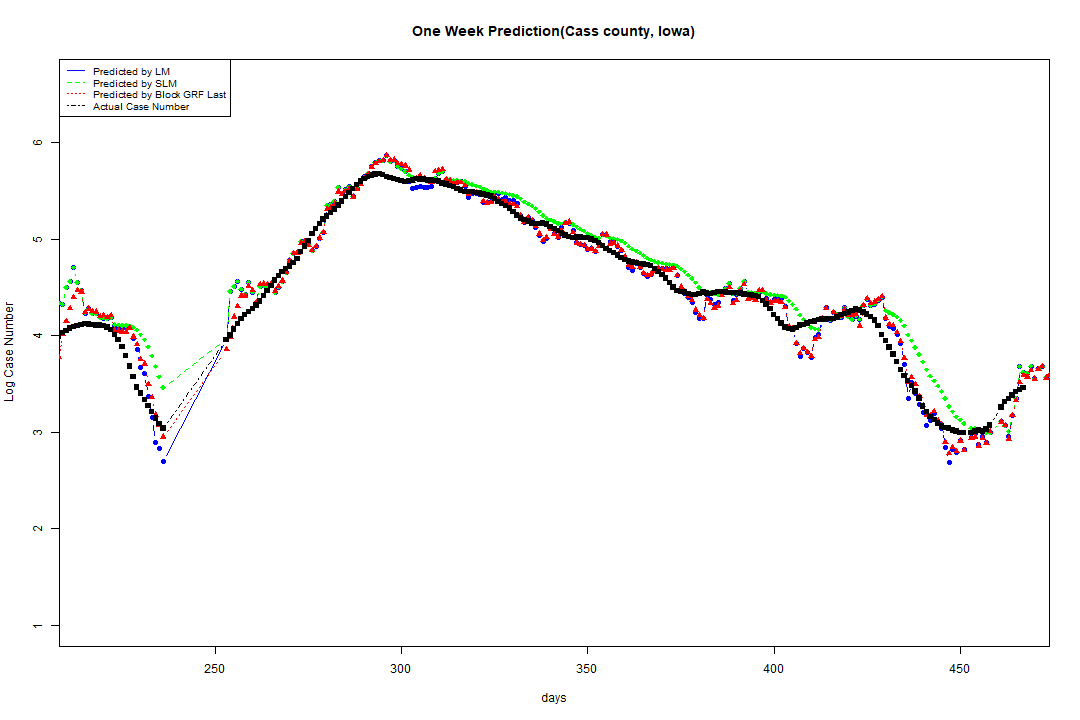 One Week Prediction(Cass county, Iowa)
Predicted by LM
Predicted by SLM
Predicted by Block GRF Last
Actual Case Number
6
5
4
3
2
1
Log Case Number
250 300 350 400 450
days